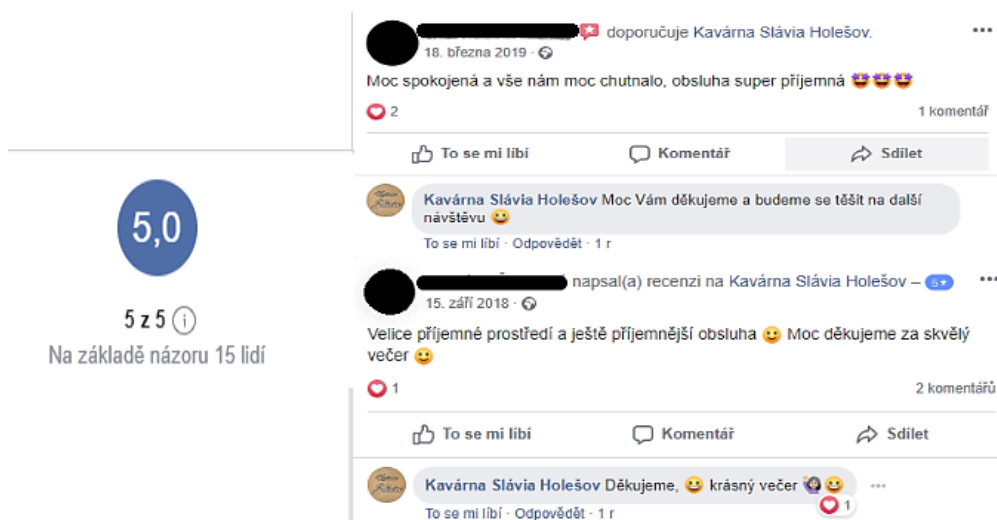 5,0
5 z 5
Na základě názoru 15 lidí
doporučuje Kavárna Slávia Holešov.
18. března 2019 ·
Moc spokojená a vše nám moc chutnalo, obsluha super příjemná 🤩🤩🤩
2
1 komentář
To se mi líbí Komentář Sdílet
Kavárna Slávia Holešov Moc Vám děkujeme a budeme se těšit na další
návštěvu 😀
To se mi líbí · Odpovědět · 1 r
napsal(a) recenzi na Kavárna Slávia Holešov – 5★
15. září 2018 ·
Velice příjemné prostředí a ještě příjemnější obsluha 🙂 Moc děkujeme za skvělý
večer 🙂
1
2 komentářů
To se mi líbí Komentář Sdílet
Kavárna Slávia Holešov Děkujeme, 😀 krásný večer 🙋😀
1
To se mi líbí · Odpovědět · 1 r